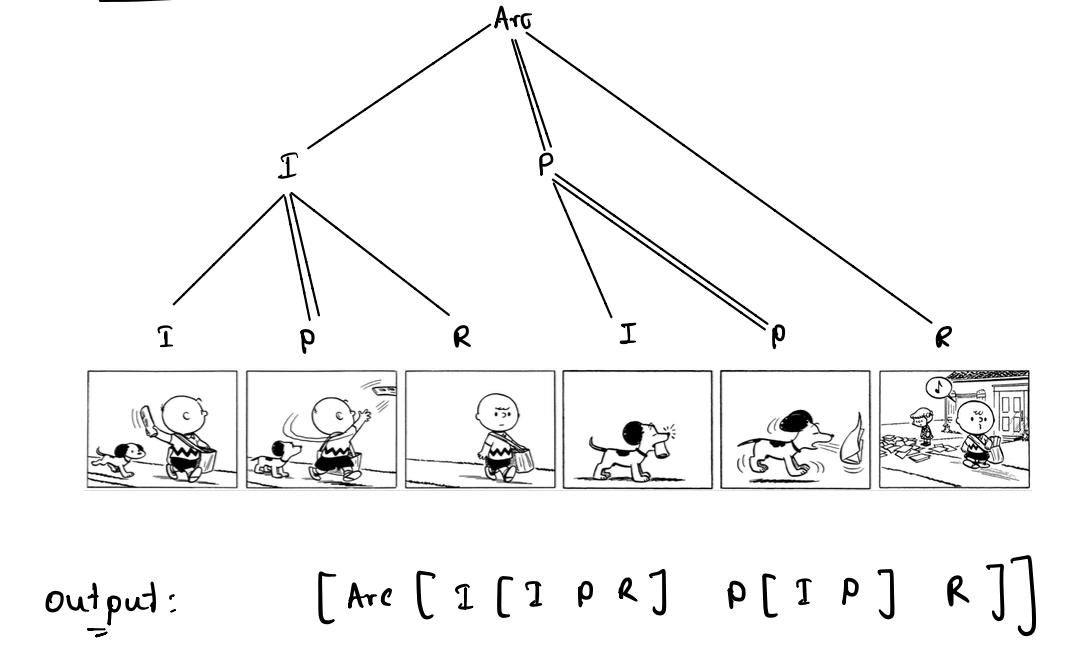 Arc
I P
I P R I P R
Output: [Arc [I [I P R] P [I P] R]]